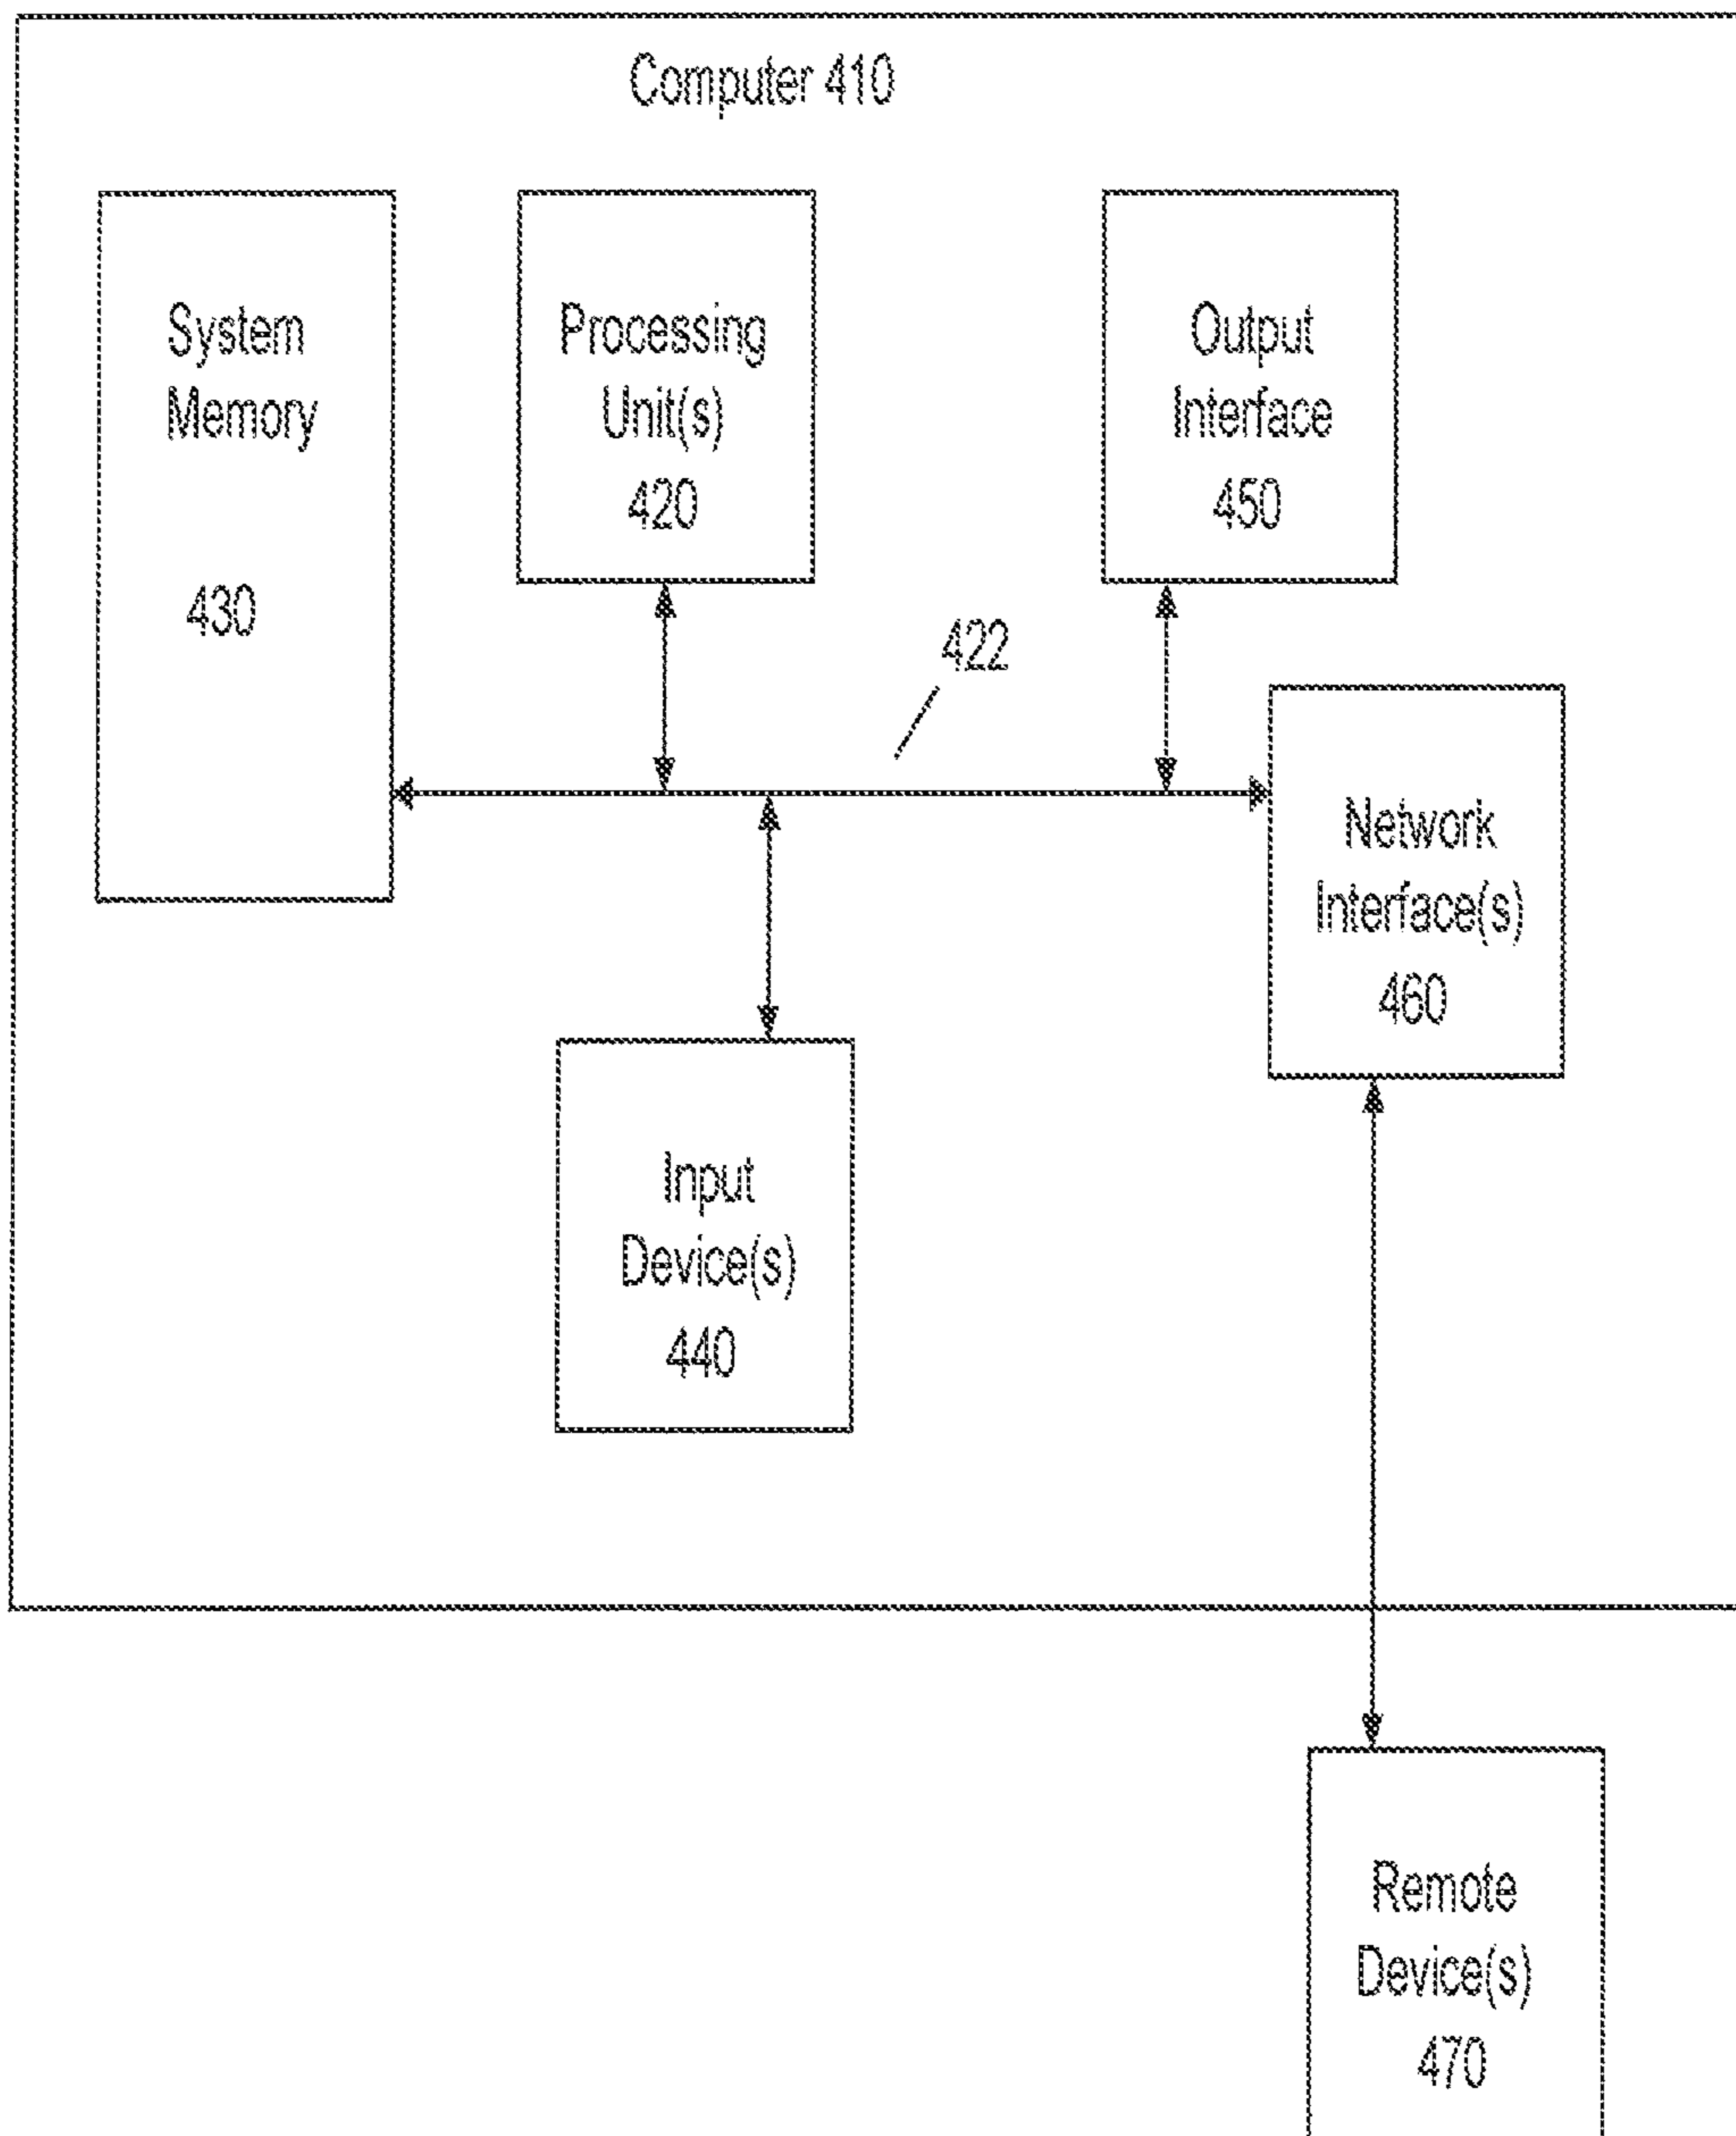 Computer 410
System
Memory
430
Processing
Unit(s)
420
Output
Interface
450
422
Network
Interface(s)
460
Input
Device(s)
440
Remote
Device(s)
470